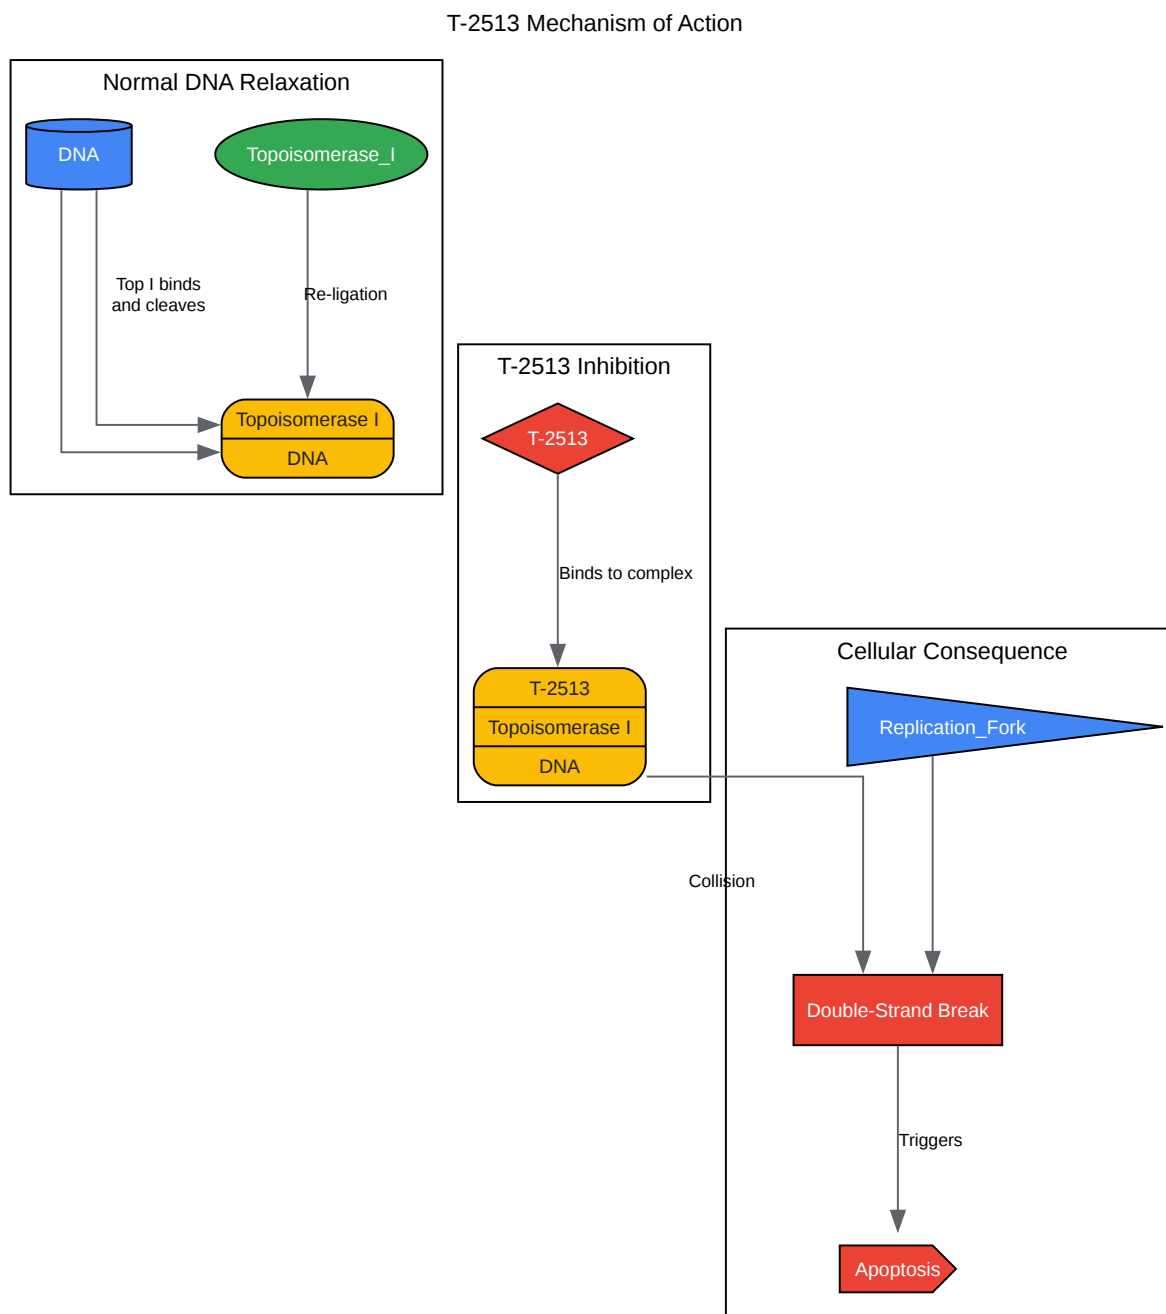 T-2513 Mechanism of Action
Normal DNA Relaxation
DNA
Topoisomerase_I
Top I binds
and cleaves
Re-ligation
Topoisomerase I
DNA
T-2513 Inhibition
T-2513
Binds to complex
T-2513
Topoisomerase I
DNA
Cellular Consequence
Replication_Fork
Collision
Double-Strand Break
Triggers
Apoptosis